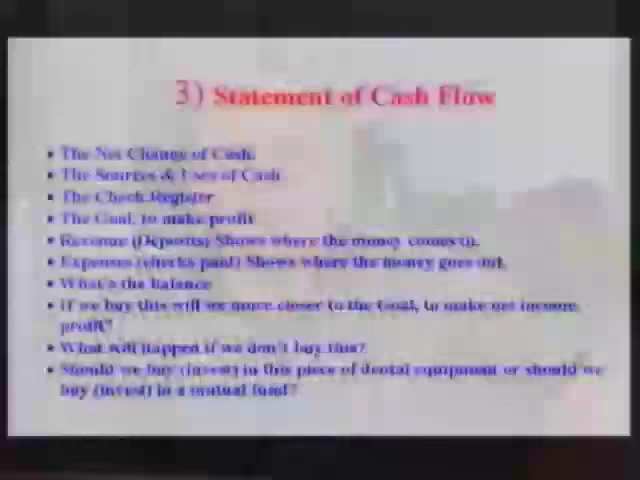 3) Statement of Cash Flow
• The Net Change of Cash.
• The Sources & Uses of Cash
• The Check Register
• The Goal, to make profit
• Revenue (Deposits) Shows where the money comes
• Expenses (checks paid) Shows where the money goes out.
• What's the balance
• If we buy this will we move closer to the Goal, to make net income
profit?
• What will happen if we don't buy this?
• Should we buy (invest) in this piece of dental equipment or should we
buy (invest) in a mutual fund?